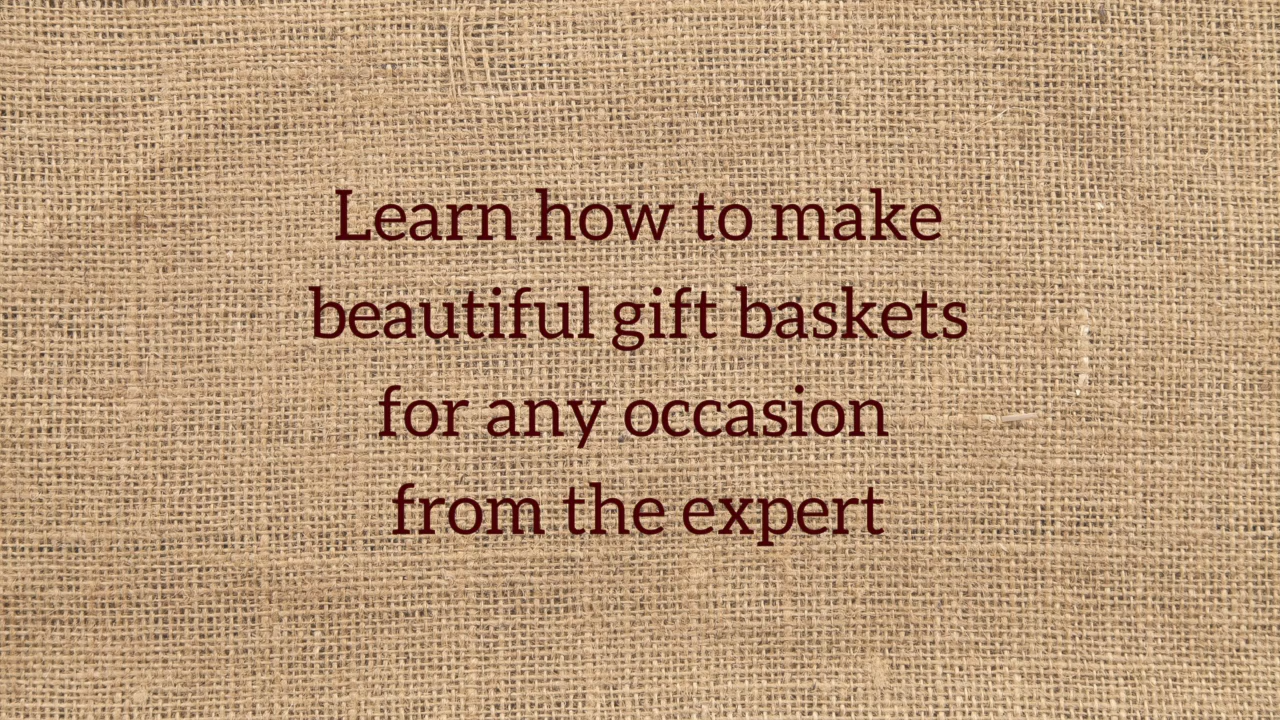 Learn how to make
beautiful gift baskets
for any occasion
from the expert